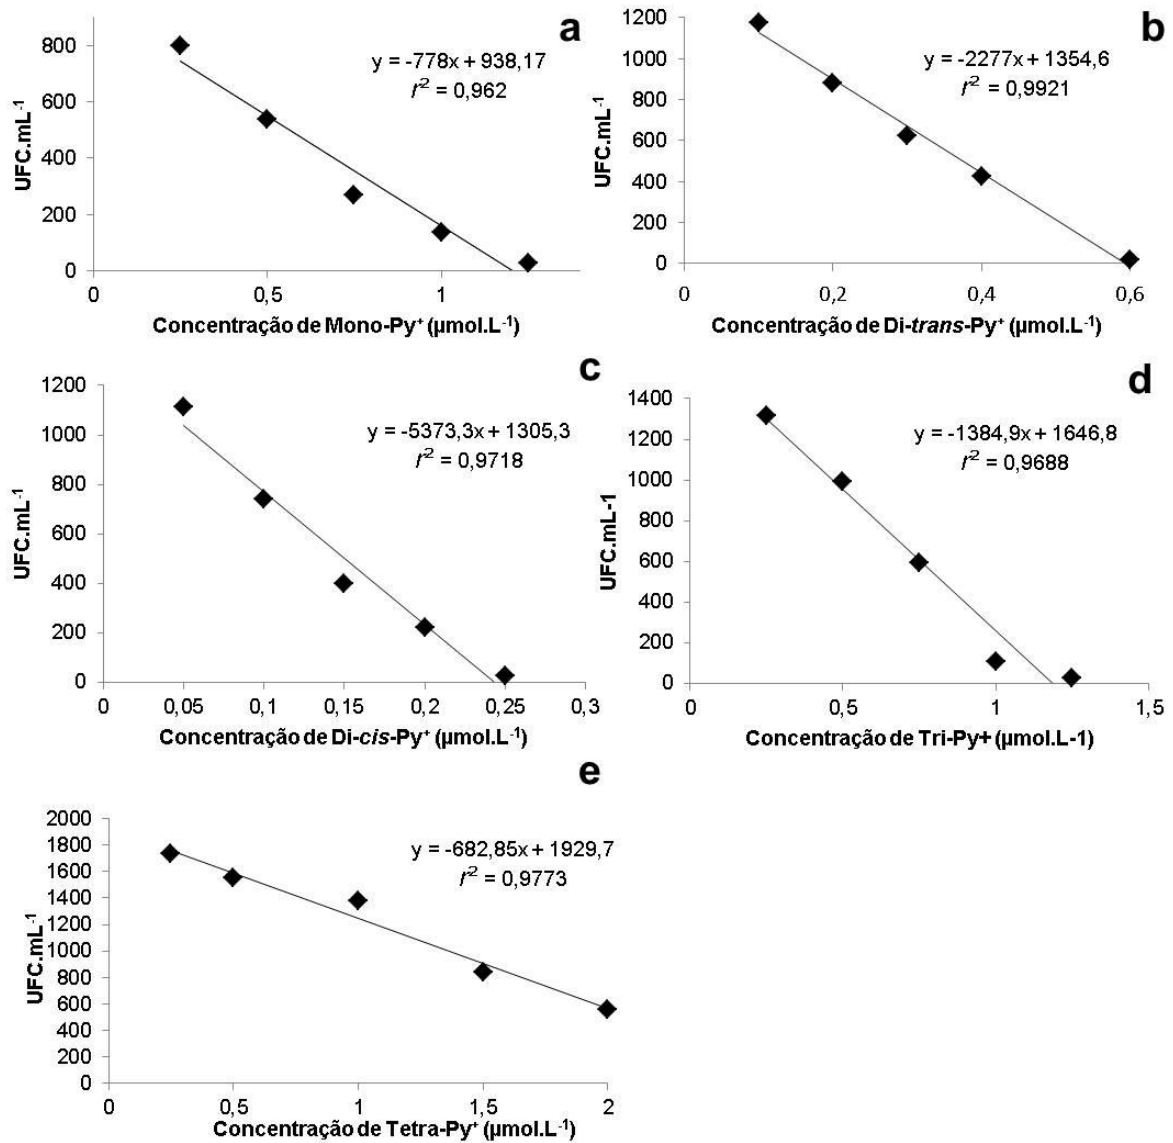 a
y = -778x + 938,17
r² = 0,962
UFC.mL⁻¹
800
600
400
200
0
0
0,5
1
Concentração de Mono-Py⁺ (µmol.L⁻¹)
b
y = -2277x + 1354,6
r² = 0,9921
UFC.mL⁻¹
1200
1000
800
600
400
200
0
0
0,2
0,4
0,6
Concentração de Di-trans-Py⁺ (µmol.L⁻¹)
c
y = -5373,3x + 1305,3
r² = 0,9718
UFC.mL⁻¹
1200
1000
800
600
400
200
0
0
0,05
0,1
0,15
0,2
0,25
0,3
Concentração de Di-cis-Py⁺ (µmol.L⁻¹)
d
y = -1384,9x + 1646,8
r² = 0,9688
UFC.mL-1
1400
1200
1000
800
600
400
200
0
0
0,5
1
1,5
Concentração de Tri-Py+ (µmol.L-1)
e
y = -682,85x + 1929,7
r² = 0,9773
UFC.mL⁻¹
2000
1800
1600
1400
1200
1000
800
600
400
200
0
0
0,5
1
1,5
2
Concentração de Tetra-Py⁺ (µmol.L⁻¹)